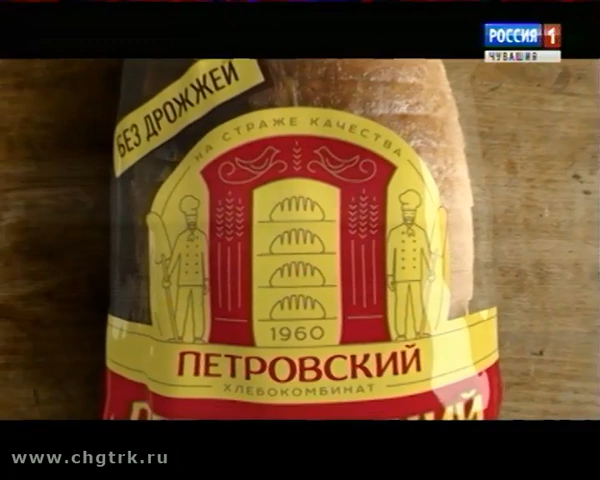 РОССИЯ 1
ЧУВАШИЯ
БЕЗ ДРОЖЖЕЙ
НА СТРАЖЕ КАЧЕСТВА
1960
ПЕТРОВСКИЙ
ХЛЕБОКОМБИНАТ
www.chgtrk.ru